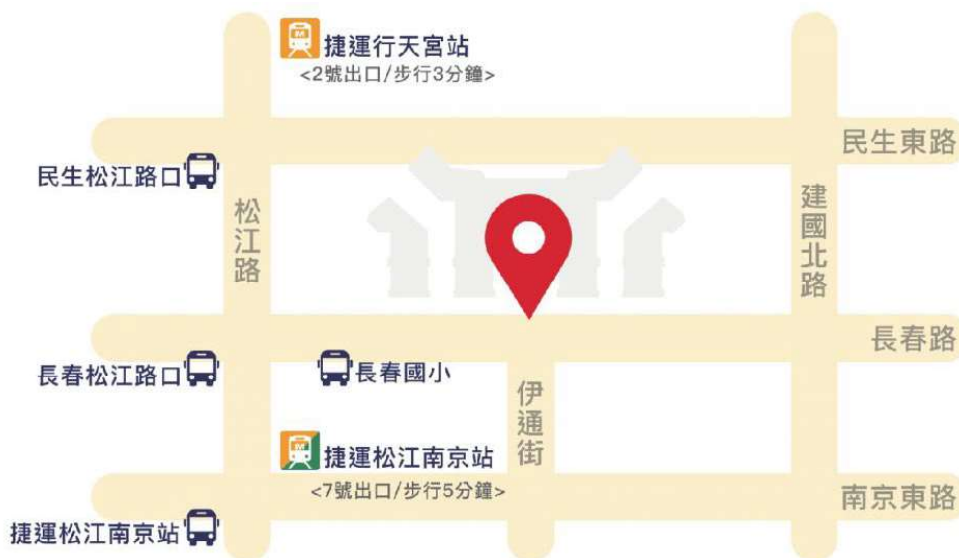 捷運行天宮站
<2號出口/步行3分鐘>
民生東路
民生松江路口
松江路
建國北路
長春路
長春松江路口
長春國小
伊通街
捷運松江南京站
<7號出口/步行5分鐘>
南京東路
捷運松江南京站